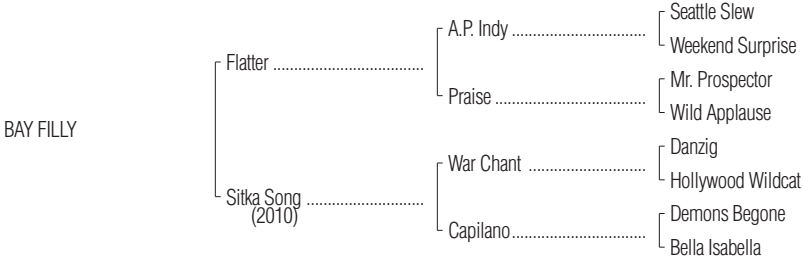 Seattle Slew
A.P. Indy ......................................
Weekend Surprise
Flatter ...........................................
Mr. Prospector
Praise ...........................................
Wild Applause
BAY FILLY
Danzig
War Chant ..................................
Hollywood Wildcat
Sitka Song ..................................
(2010)
Demons Begone
Capilano.......................................
Bella Isabella